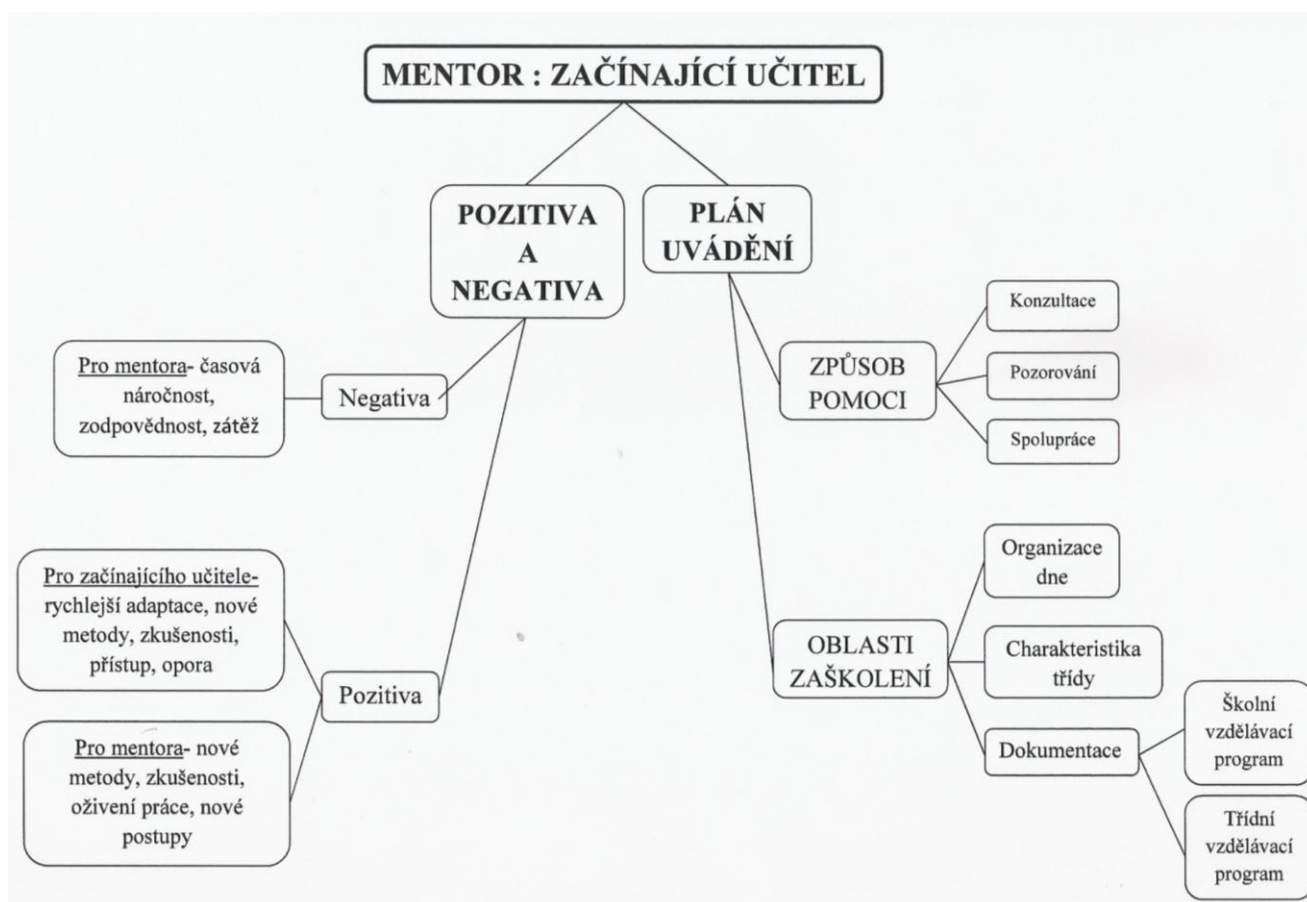 MENTOR : ZAČÍNAJÍCÍ UČITEL
POZITIVA
A
NEGATIVA
Negativa
Pro mentora- časová
náročnost,
zodpovědnost, zátěž
Pozitiva
Pro začínajícího učitele-
rychlejší adaptace, nové
metody, zkušenosti,
přístup, opora
Pro mentora- nové
metody, zkušenosti,
oživení práce, nové
postupy
PLÁN
UVÁDĚNÍ
ZPŮSOB
POMOCI
Konzultace
Pozorování
Spolupráce
OBLASTI
ZAŠKOLENÍ
Organizace
dne
Charakteristika
třídy
Dokumentace
Školní
vzdělávací
program
Třídní
vzdělávací
program